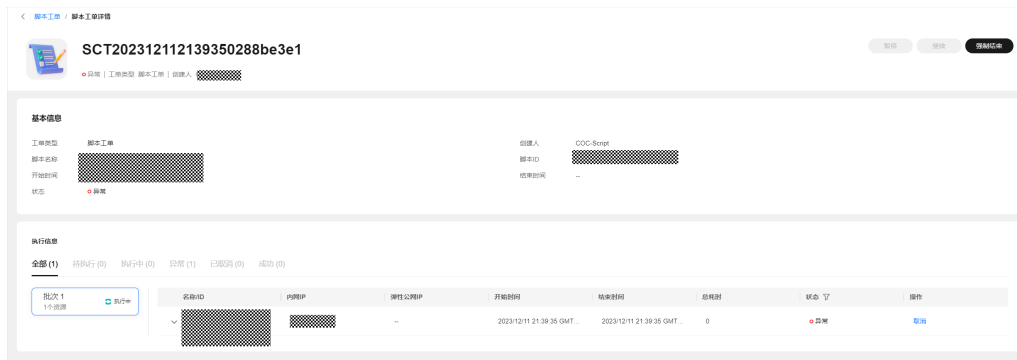 脚本工单 / 脚本工单详情
SCT202312112139350288be3e1
暂停 继续 强制结束
异常 | 工单类型 脚本工单 | 创建人
基本信息
工单类型 脚本工单 创建人 COC-Script
脚本名称 脚本ID
开始时间 结束时间 --
状态 异常
执行信息
全部 (1) 待执行 (0) 执行中 (0) 异常 (1) 已取消 (0) 成功 (0)
批次 1
1个资源
执行中
名称/ID 内网IP 弹性公网IP 开始时间 结束时间 总耗时 状态 操作
-- 2023/12/11 21:39:35 GMT... 2023/12/11 21:39:35 GMT... 0 异常 取消